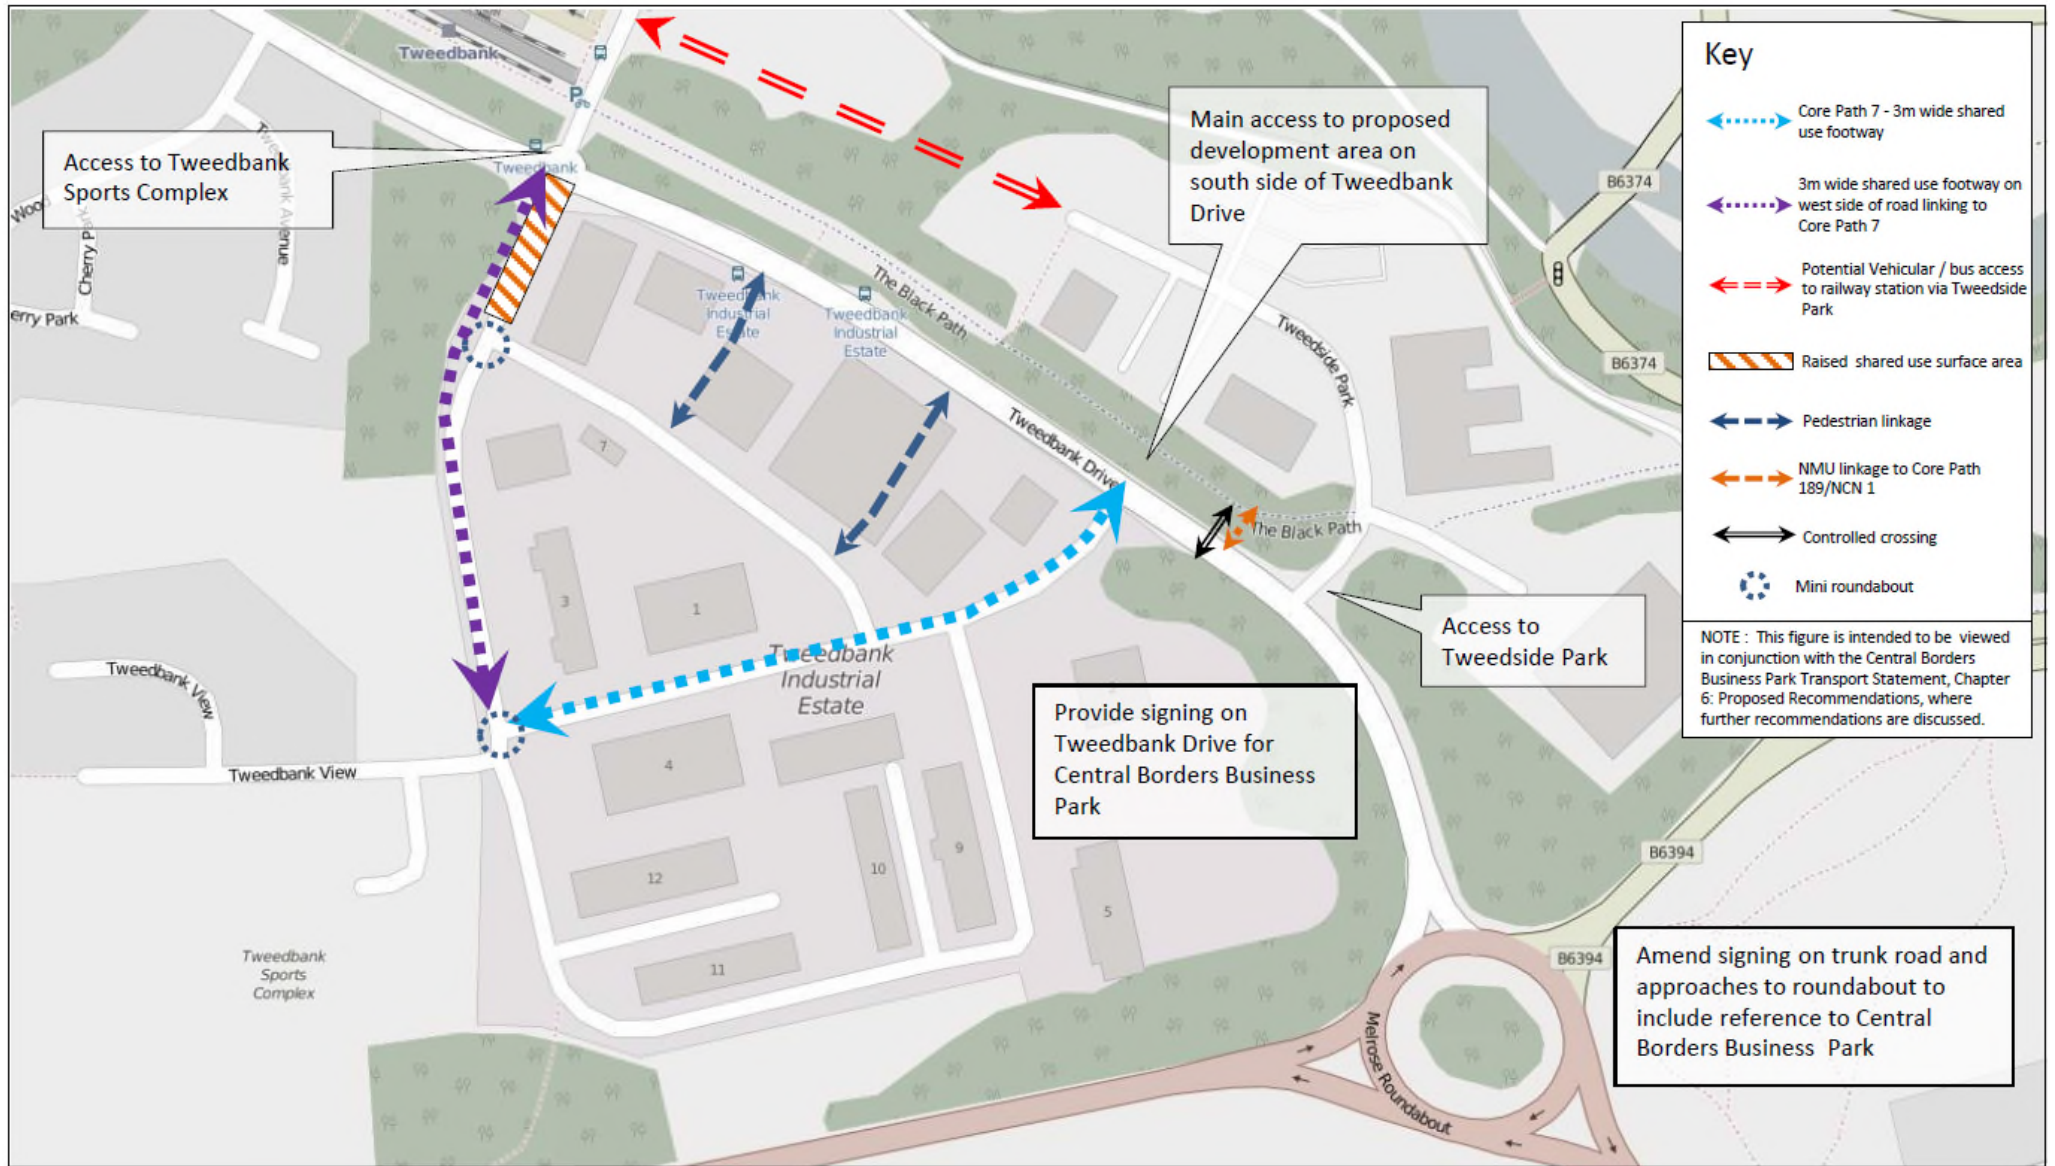 Tweedbank
P
Access to Tweedbank
Sports Complex
Tweedbank
Tweedbank Avenue
Wood
Cherry Park
erry Park
Main access to proposed
development area on
south side of Tweedbank
Drive
B6374
B6374
The Black Path
Tweedbank
Industrial
Estate
Tweedbank
Industrial
Estate
Tweedside Park
Tweedbank Drive
The Black Path
7
3
1
Tweedbank
Industrial
Estate
Access to
Tweedside Park
Provide signing on
Tweedbank Drive for
Central Borders Business
Park
Tweedbank View
Tweedbank View
4
12
10
9
5
11
Tweedbank
Sports
Complex
B6394
B6394
Melrose Roundabout
Amend signing on trunk road and
approaches to roundabout to
include reference to Central
Borders Business Park
Key
Core Path 7 - 3m wide shared
use footway
3m wide shared use footway on
west side of road linking to
Core Path 7
Potential Vehicular / bus access
to railway station via Tweedside
Park
Raised shared use surface area
Pedestrian linkage
NMU linkage to Core Path
189/NCN 1
Controlled crossing
Mini roundabout
NOTE : This figure is intended to be viewed
in conjunction with the Central Borders
Business Park Transport Statement, Chapter
6: Proposed Recommendations, where
further recommendations are discussed.